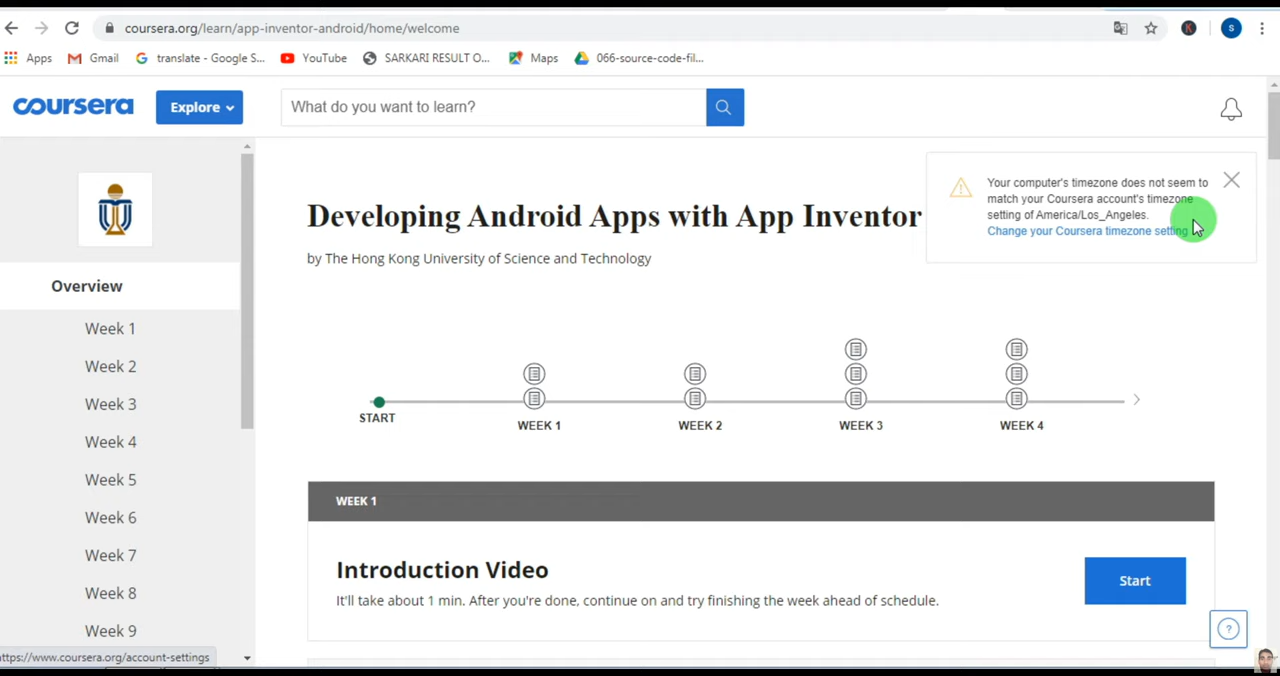 coursera.org/learn/app-inventor-android/home/welcome
S
Apps
Gmail
translate - Google S...
YouTube
SARKARI RESULT O...
Maps
066-source-code-fil...
coursera
Explore
What do you want to learn?
Your computer's timezone does not seem to
match your Coursera account's timezone
setting of America/Los_Angeles.
Change your Coursera timezone setting
Developing Android Apps with App Inventor
by The Hong Kong University of Science and Technology
Overview
Week 1
Week 2
Week 3
Week 4
Week 5
Week 6
Week 7
Week 8
Week 9
START
WEEK 1
WEEK 2
WEEK 3
WEEK 4
WEEK 1
Introduction Video
It'll take about 1 min. After you're done, continue on and try finishing the week ahead of schedule.
Start
?
ttps://www.coursera.org/account-settings